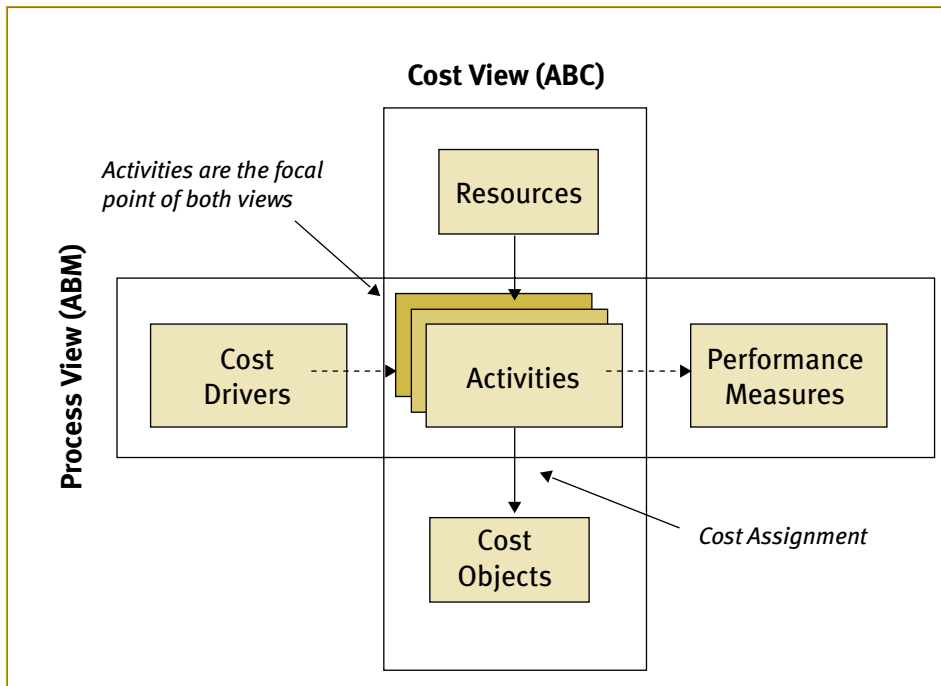 Cost View (ABC)
Activities are the focal
point of both views
Resources
Process View (ABM)
Cost
Drivers
Activities
Performance
Measures
Cost Assignment
Cost
Objects